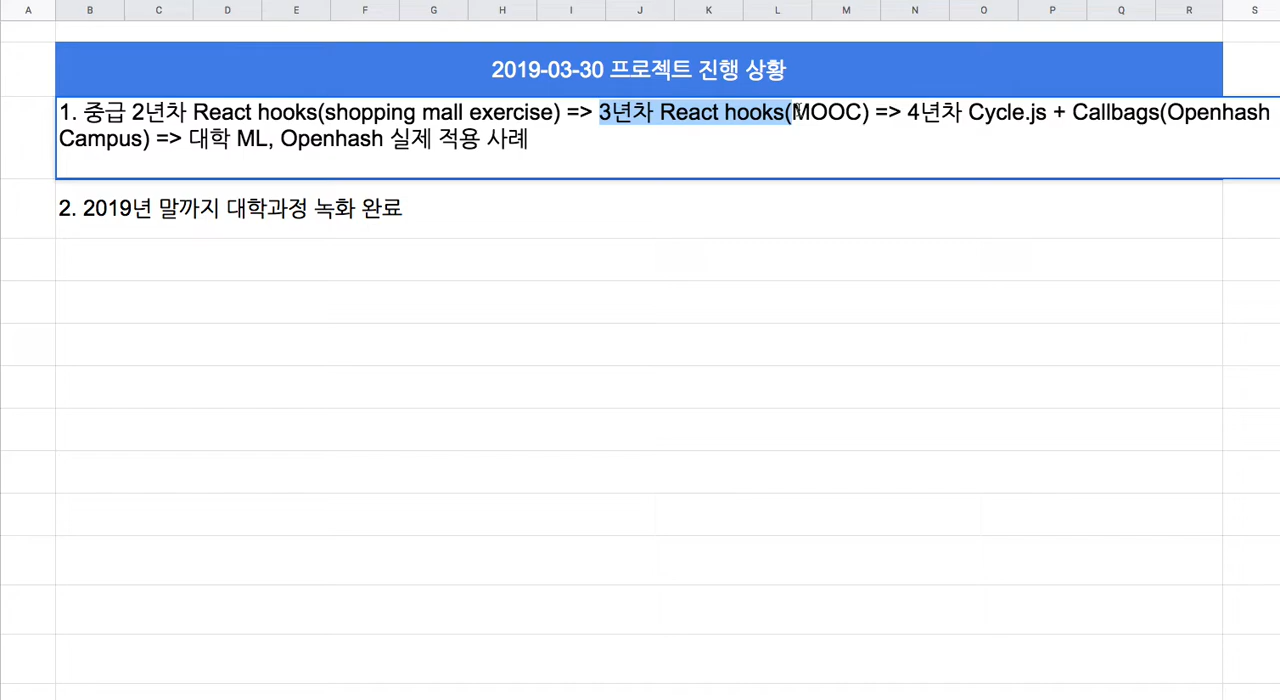 A B C D E F G H I J K L M N O P Q R S
2019-03-30 프로젝트 진행 상황
1. 중급 2년차 React hooks(shopping mall exercise) => 3년차 React hooks(MOOC) => 4년차 Cycle.js + Callbags(Openhash
Campus) => 대학 ML, Openhash 실제 적용 사례
2. 2019년 말까지 대학과정 녹화 완료